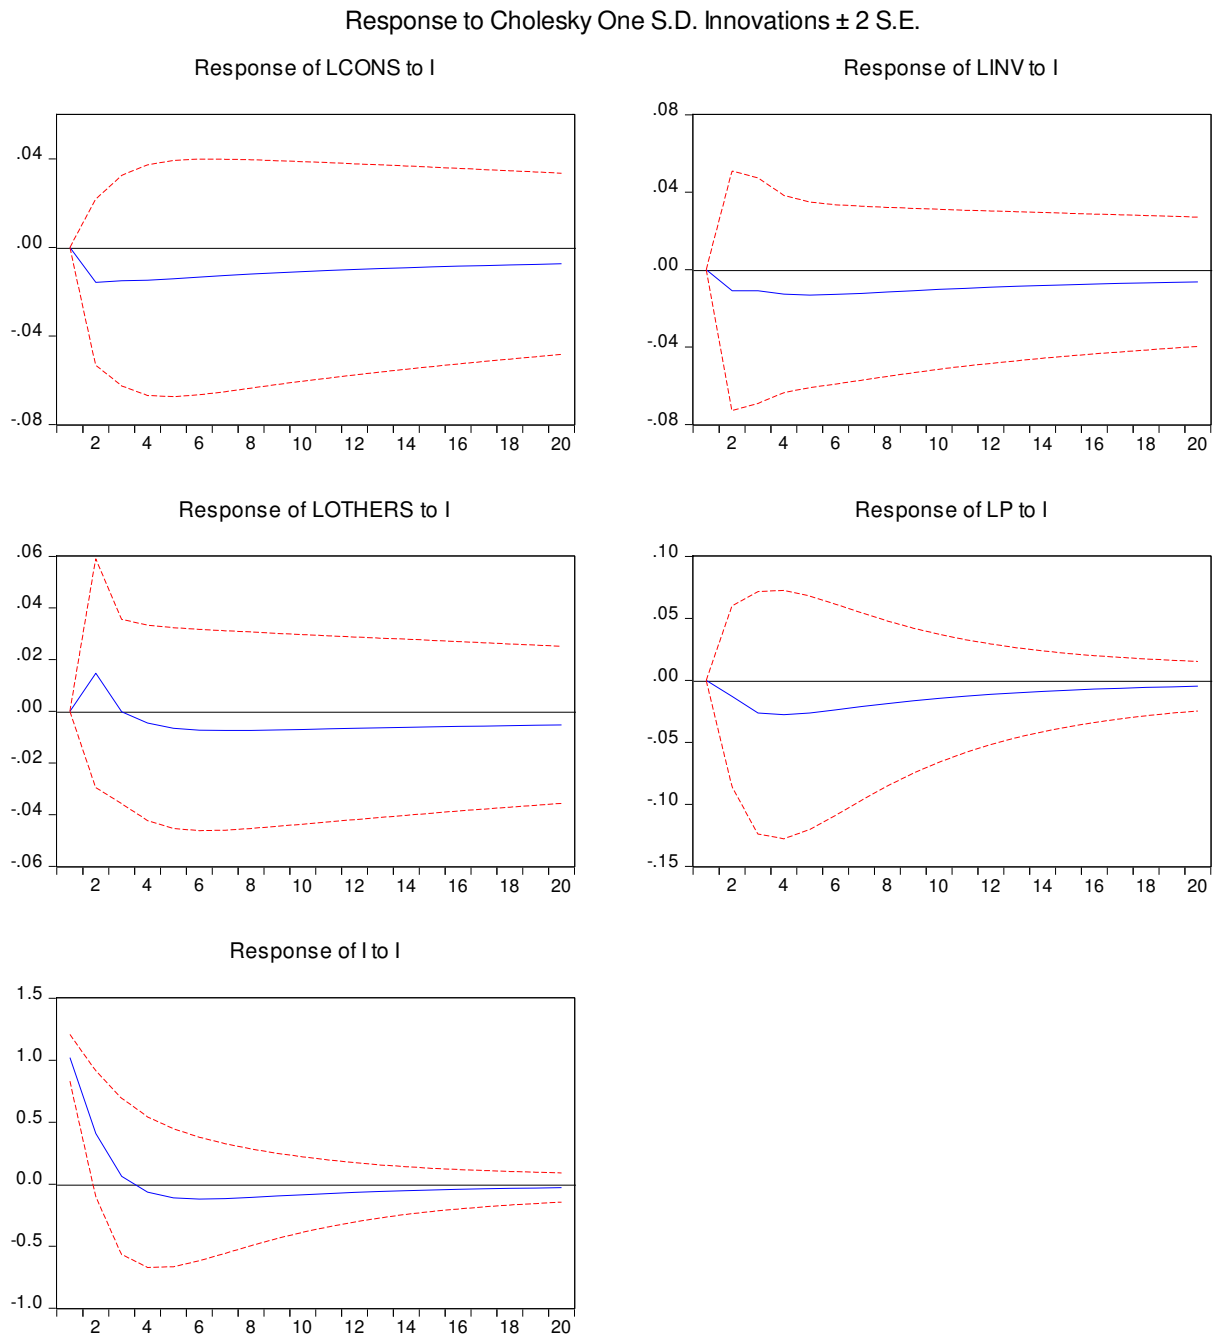 Response to Cholesky One S.D. Innovations ± 2 S.E.
Response of LCONS to I
.04
.00
-.04
-.08
2 4 6 8 10 12 14 16 18 20
Response of LINV to I
.08
.04
.00
-.04
-.08
2 4 6 8 10 12 14 16 18 20
Response of LOTHERS to I
.06
.04
.02
.00
-.02
-.04
-.06
2 4 6 8 10 12 14 16 18 20
Response of LP to I
.10
.05
.00
-.05
-.10
-.15
2 4 6 8 10 12 14 16 18 20
Response of I to I
1.5
1.0
0.5
0.0
-0.5
-1.0
2 4 6 8 10 12 14 16 18 20